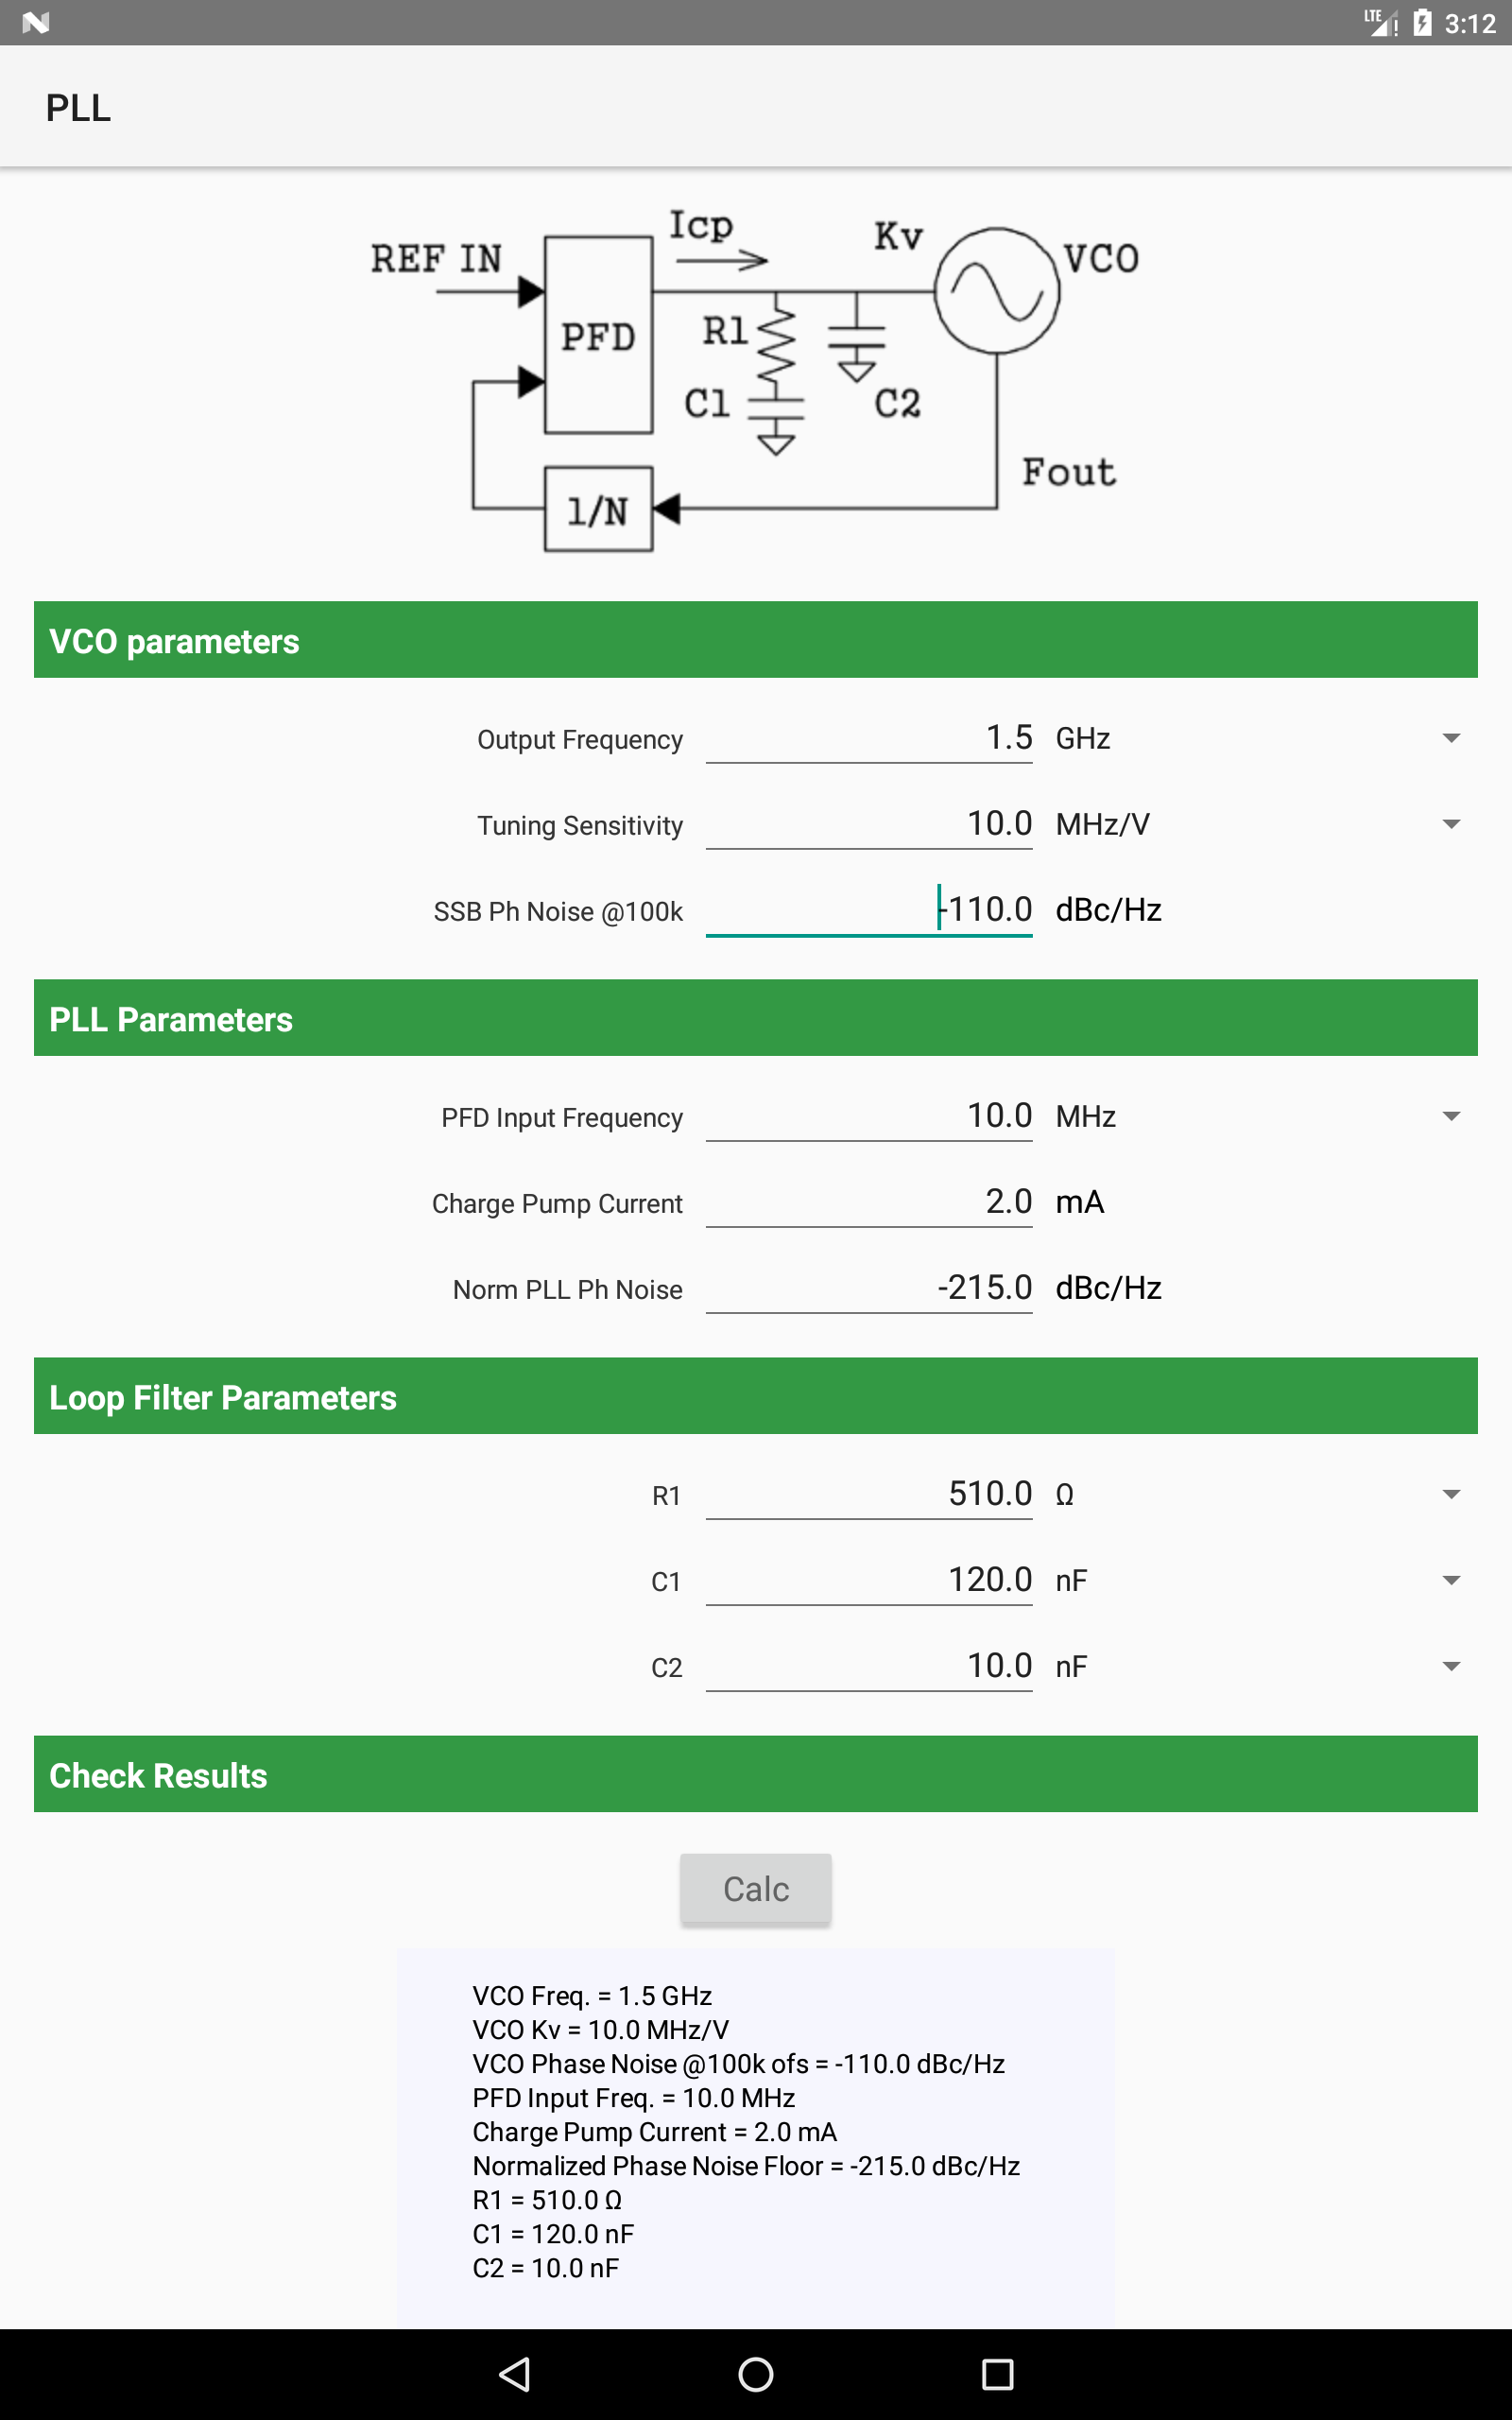 LTE 3:12
PLL
Icp
Kv
REF IN
VCO
PFD
R1
C1
C2
Fout
1/N
VCO parameters
Output Frequency 1.5 GHz
Tuning Sensitivity 10.0 MHz/V
SSB Ph Noise @100k -110.0 dBc/Hz
PLL Parameters
PFD Input Frequency 10.0 MHz
Charge Pump Current 2.0 mA
Norm PLL Ph Noise -215.0 dBc/Hz
Loop Filter Parameters
R1 510.0 Ω
C1 120.0 nF
C2 10.0 nF
Check Results
Calc
VCO Freq. = 1.5 GHz
VCO Kv = 10.0 MHz/V
VCO Phase Noise @100k ofs = -110.0 dBc/Hz
PFD Input Freq. = 10.0 MHz
Charge Pump Current = 2.0 mA
Normalized Phase Noise Floor = -215.0 dBc/Hz
R1 = 510.0 Ω
C1 = 120.0 nF
C2 = 10.0 nF